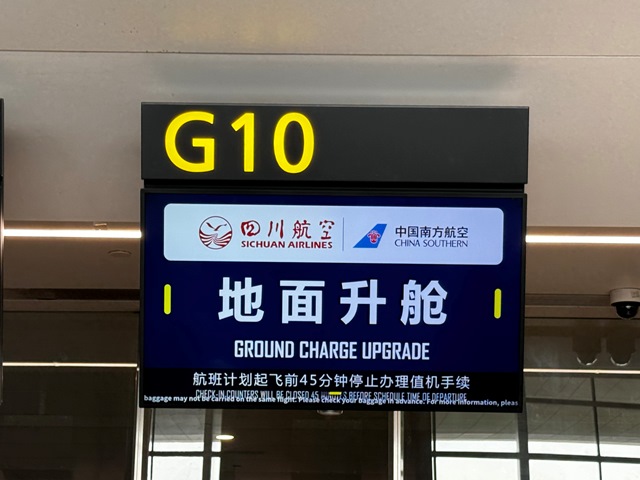 G10
四川航空
SICHUAN AIRLINES
中国南方航空
CHINA SOUTHERN
地面升舱
GROUND CHARGE UPGRADE
航班计划起飞前45分钟停止办理值机手续
CHECK-IN COUNTERS WILL BE CLOSED 45 BEFORE SCHEDULE TIME OF DEPARTURE
baggage may not be carried on the same flight. Please check your baggage in advance. For more information, pleas